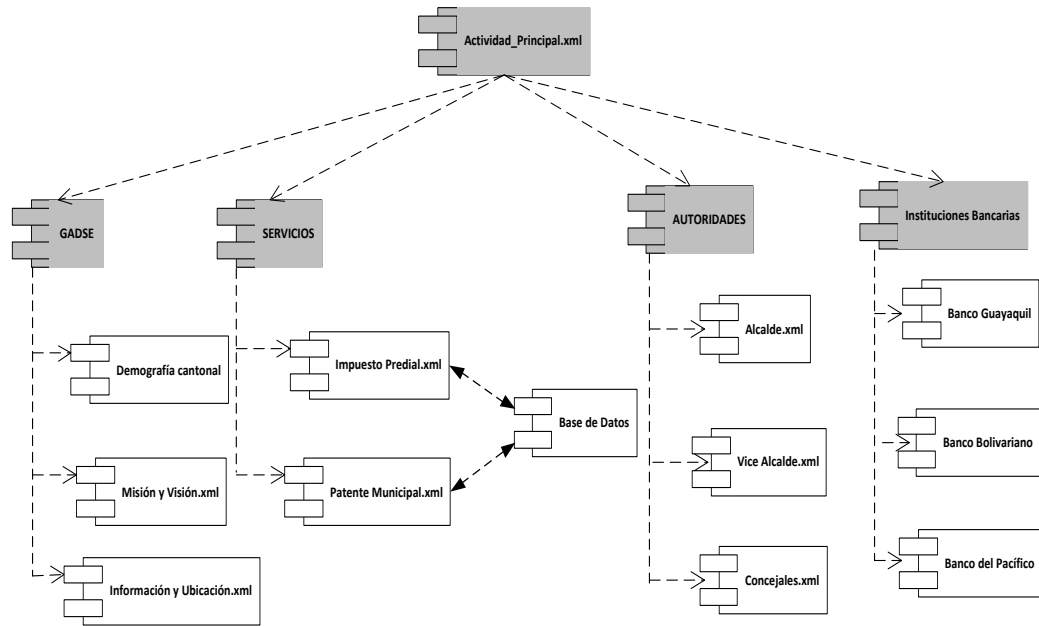 Actividad_Principal.xml
GADSE
SERVICIOS
AUTORIDADES
Instituciones Bancarias
Demografía cantonal
Misión y Visión.xml
Información y Ubicación.xml
Impuesto Predial.xml
Patente Municipal.xml
Base de Datos
Alcalde.xml
Vice Alcalde.xml
Concejales.xml
Banco Guayaquil
Banco Bolivariano
Banco del Pacífico